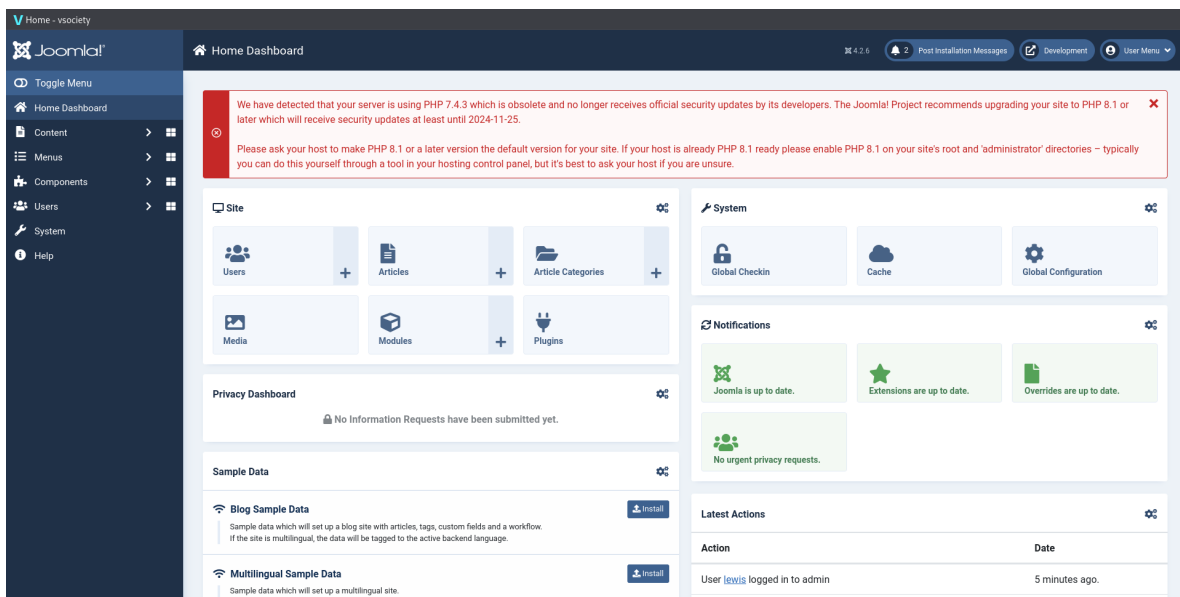 Home - vsociety
Joomla!
Home Dashboard
4.2.6
2 Post Installation Messages
Development
User Menu
Toggle Menu
Home Dashboard
Content
Menus
Components
Users
System
Help
We have detected that your server is using PHP 7.4.3 which is obsolete and no longer receives official security updates by its developers. The Joomla! Project recommends upgrading your site to PHP 8.1 or
later which will receive security updates at least until 2024-11-25.
Please ask your host to make PHP 8.1 or a later version the default version for your site. If your host is already PHP 8.1 ready please enable PHP 8.1 on your site's root and 'administrator' directories – typically
you can do this yourself through a tool in your hosting control panel, but it's best to ask your host if you are unsure.
Site
Users
Articles
Article Categories
Media
Modules
Plugins
Privacy Dashboard
No Information Requests have been submitted yet.
Sample Data
Blog Sample Data
Install
Sample data which will set up a blog site with articles, tags, custom fields and a workflow.
If the site is multilingual, the data will be tagged to the active backend language.
Multilingual Sample Data
Install
Sample data which will set up a multilingual site.
System
Global Checkin
Cache
Global Configuration
Notifications
Joomla is up to date.
Extensions are up to date.
Overrides are up to date.
No urgent privacy requests.
Latest Actions
Action Date
User lewis logged in to admin 5 minutes ago.